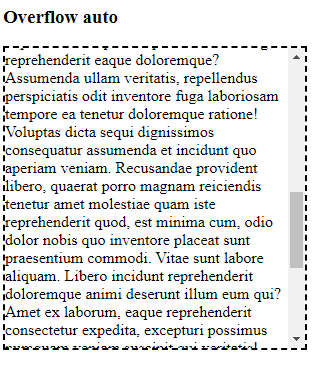 Overflow auto
reprehenderit eaque doloremque?
Assumenda ullam veritatis, repellendus
perspiciatis odit inventore fuga laboriosam
tempore ea tenetur doloremque ratione!
Voluptas dicta sequi dignissimos
consequatur assumenda et incidunt quo
aperiam veniam. Recusandae provident
libero, quaerat porro magnam reiciendis
tenetur amet molestiae quam iste
reprehenderit quod, est minima cum, odio
dolor nobis quo inventore placeat sunt
praesentium commodi. Vitae sunt labore
aliquam. Libero incidunt reprehenderit
doloremque animi deserunt illum eum qui?
Amet ex laborum, eaque reprehenderit
consectetur expedita, excepturi possimus